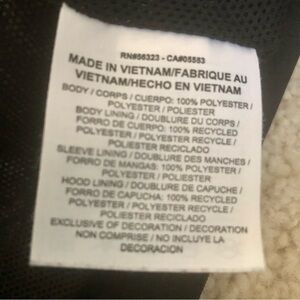 RN#56323 - CA#05553
MADE IN VIETNAM/FABRIQUE AU
VIETNAM/HECHO EN VIETNAM
BODY / CORPS / CUERPO: 100% POLYESTER /
POLYESTER / POLIESTER
BODY LINING / DOUBLURE DU CORPS /
FORRO DE CUERPO: 100% RECYCLED
POLYESTER / POLYESTER RECYCLE /
POLIESTER RECICLADO
SLEEVE LINING / DOUBLURE DES MANCHES /
FORRO DE MANGAS: 100% POLYESTER /
POLYESTER / POLIESTER
HOOD LINING / DOUBLURE DE CAPUCHE /
FORRO DE CAPUCHA: 100% RECYCLED
POLYESTER / POLYESTER RECYCLE /
POLIESTER RECICLADO
EXCLUSIVE OF DECORATION / DECORATION
NON COMPRISE / NO INCLUYE LA
DECORACION